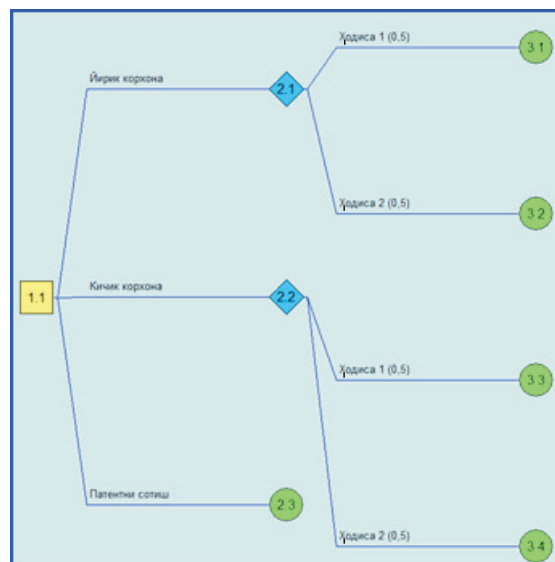 Ҳодиса 1 (0,5)
3.1
Йирик корхона
2.1
Ҳодиса 2 (0,5)
3.2
Кичик корхона
1.1
2.2
Ҳодиса 1 (0,5)
3.3
Патентни сотиш
2.3
Ҳодиса 2 (0,5)
3.4